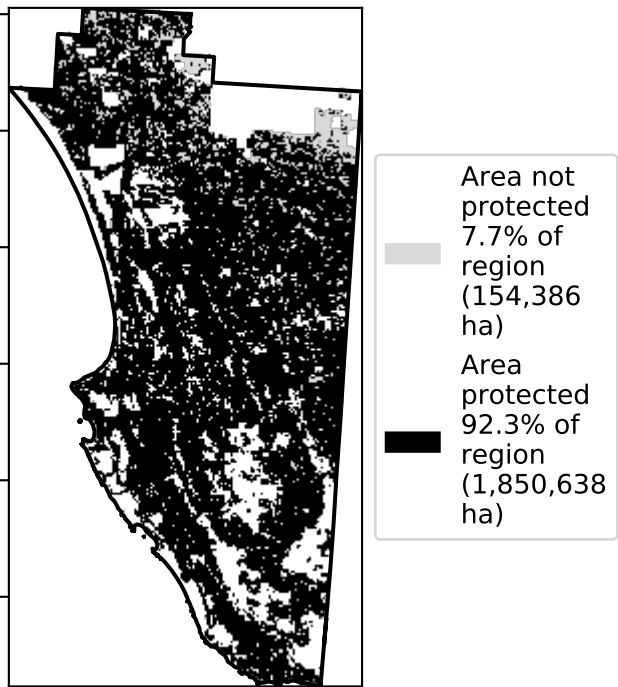 Area not
protected
7.7% of
region
(154,386
ha)
Area
protected
92.3% of
region
(1,850,638
ha)